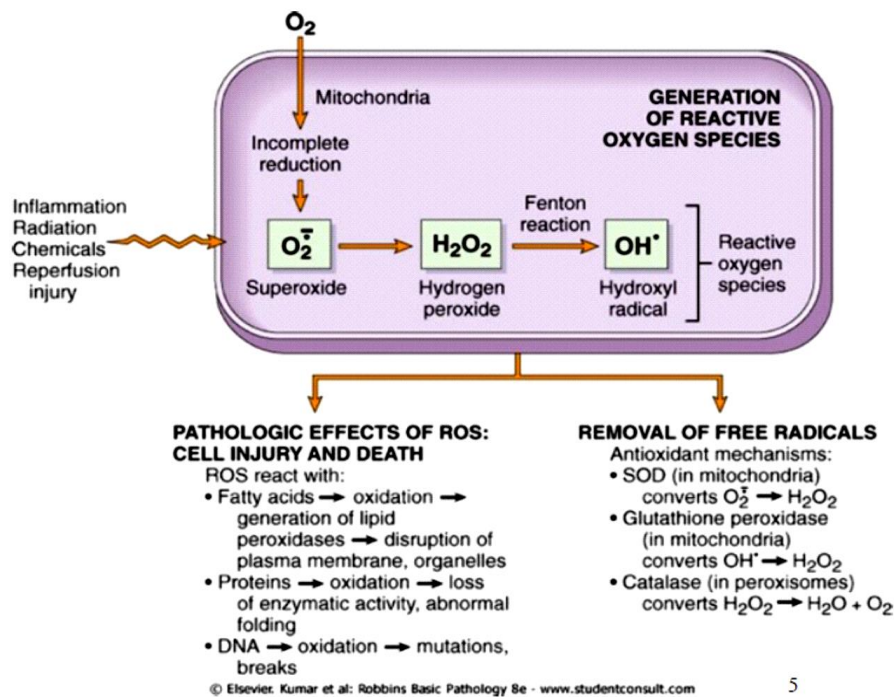 O₂
Mitochondria
GENERATION
OF REACTIVE
OXYGEN SPECIES
Incomplete
reduction
Inflammation
Radiation
Chemicals
Reperfusion
injury
O₂⨪
Superoxide
H₂O₂
Hydrogen
peroxide
Fenton
reaction
OH•
Hydroxyl
radical
Reactive
oxygen
species
PATHOLOGIC EFFECTS OF ROS:
CELL INJURY AND DEATH
ROS react with:
• Fatty acids → oxidation →
generation of lipid
peroxidases → disruption of
plasma membrane, organelles
• Proteins → oxidation → loss
of enzymatic activity, abnormal
folding
• DNA → oxidation → mutations,
breaks
REMOVAL OF FREE RADICALS
Antioxidant mechanisms:
• SOD (in mitochondria)
converts O₂⨪ → H₂O₂
• Glutathione peroxidase
(in mitochondria)
converts OH• → H₂O₂
• Catalase (in peroxisomes)
converts H₂O₂ → H₂O + O₂
© Elsevier. Kumar et al: Robbins Basic Pathology 8e - www.studentconsult.com
5